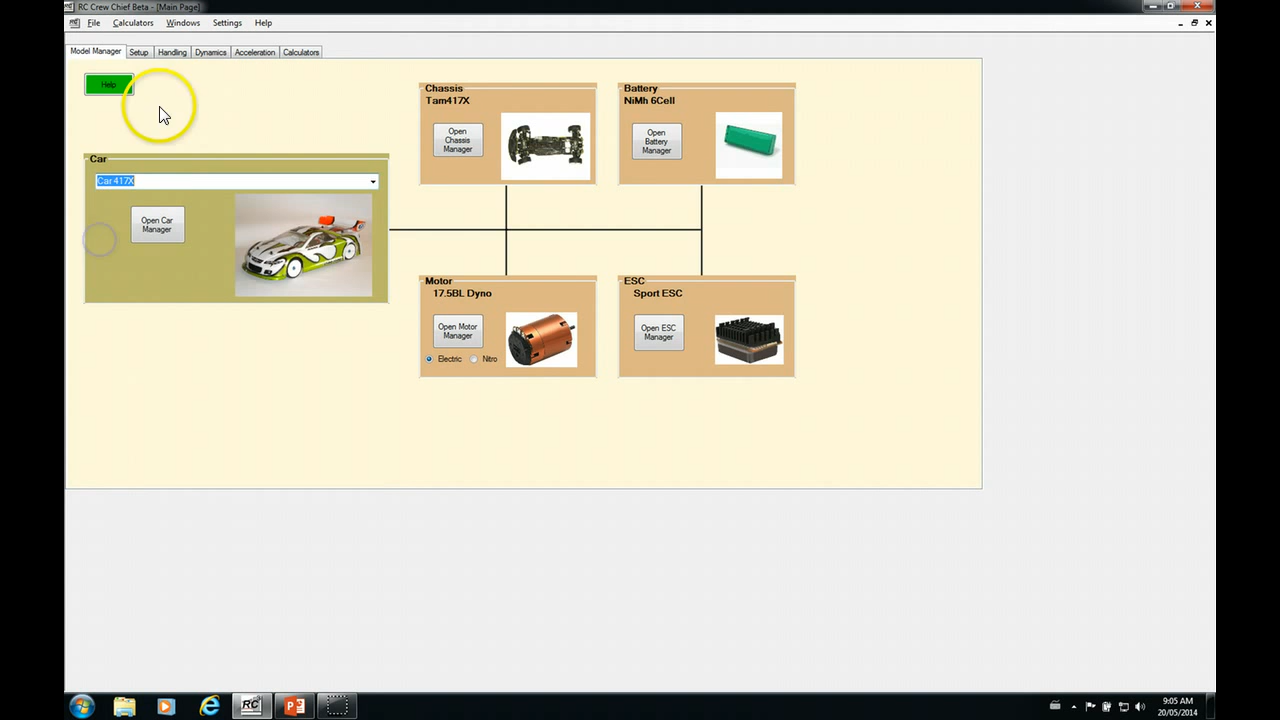 RC Crew Chief Beta - [Main Page]
File Calculators Windows Settings Help
Model Manager Setup Handling Dynamics Acceleration Calculators
Help
Car
Car 417X
Open Car
Manager
Chassis
Tam417X
Open
Chassis
Manager
Battery
NiMh 6Cell
Open
Battery
Manager
Motor
17.5BL Dyno
Open Motor
Manager
Electric Nitro
ESC
Sport ESC
Open ESC
Manager
RC
9:05 AM
20/05/2014